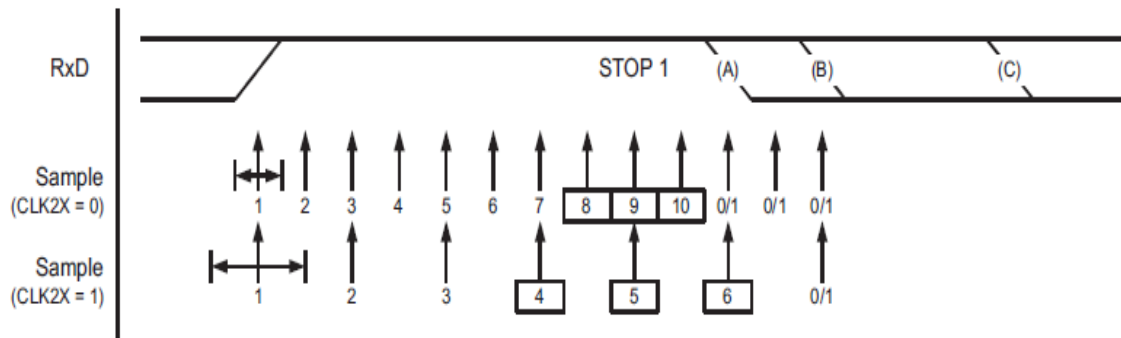 RxD STOP 1 (A) (B) (C)
Sample
(CLK2X = 0) 1 2 3 4 5 6 7 8 9 10 0/1 0/1 0/1
Sample
(CLK2X = 1) 1 2 3 4 5 6 0/1